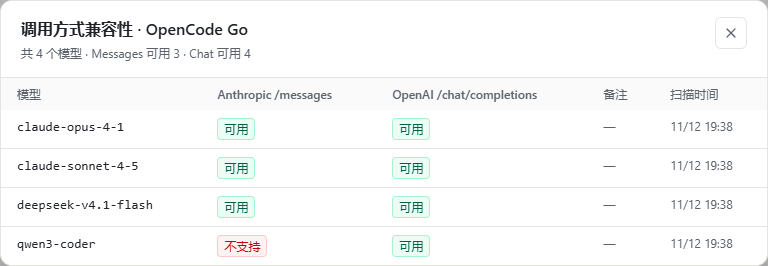 调用方式兼容性 · OpenCode Go
共 4 个模型 · Messages 可用 3 · Chat 可用 4
模型 Anthropic /messages OpenAI /chat/completions 备注 扫描时间
claude-opus-4-1 可用 可用 — 11/12 19:38
claude-sonnet-4-5 可用 可用 — 11/12 19:38
deepseek-v4.1-flash 可用 可用 — 11/12 19:38
qwen3-coder 不支持 可用 — 11/12 19:38